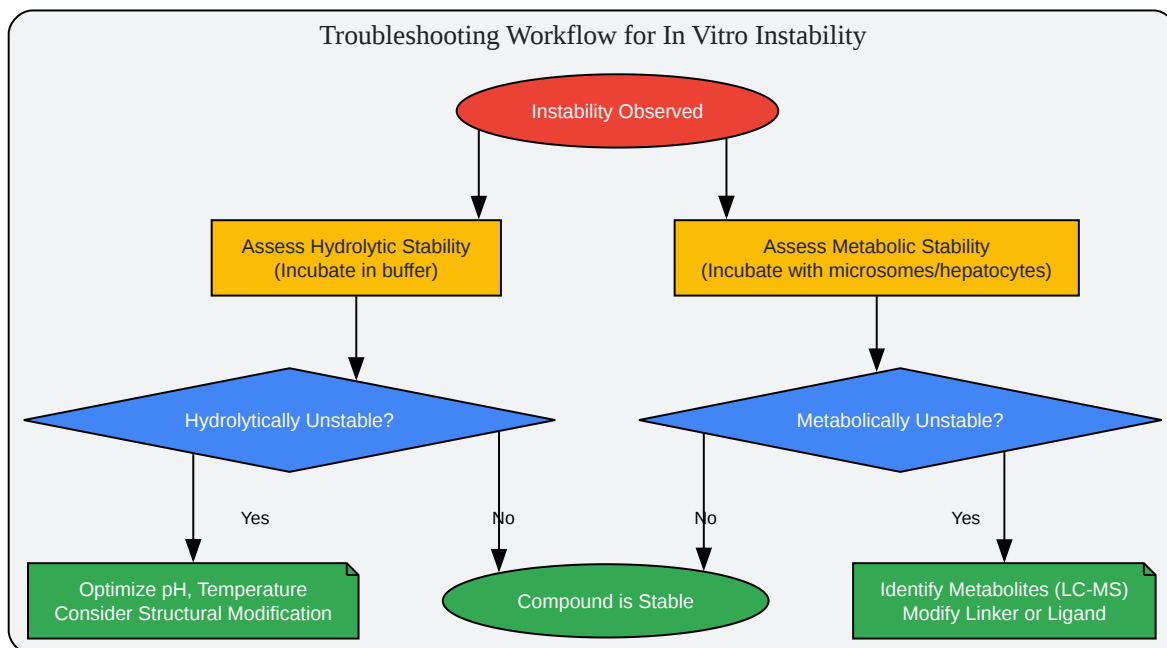 Troubleshooting Workflow for In Vitro Instability
Instability Observed
Assess Hydrolytic Stability
(Incubate in buffer)
Assess Metabolic Stability
(Incubate with microsomes/hepatocytes)
Hydrolytically Unstable?
Metabolically Unstable?
Yes
No
No
Yes
Optimize pH, Temperature
Consider Structural Modification
Compound is Stable
Identify Metabolites (LC-MS)
Modify Linker or Ligand